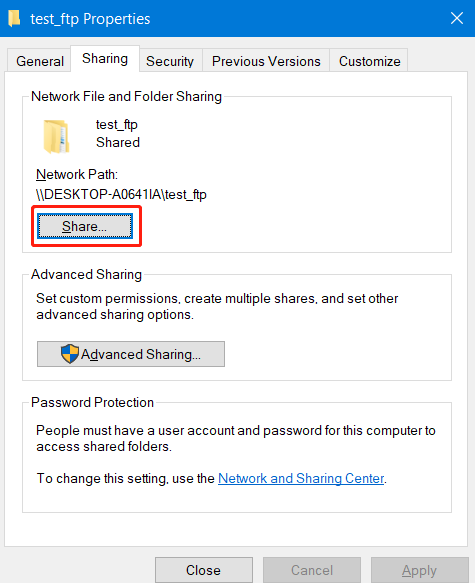 test_ftp Properties
General Sharing Security Previous Versions Customize
Network File and Folder Sharing
test_ftp
Shared
Network Path:
\\DESKTOP-A0641IA\test_ftp
Share...
Advanced Sharing
Set custom permissions, create multiple shares, and set other
advanced sharing options.
Advanced Sharing...
Password Protection
People must have a user account and password for this computer to
access shared folders.
To change this setting, use the Network and Sharing Center.
Close Cancel Apply